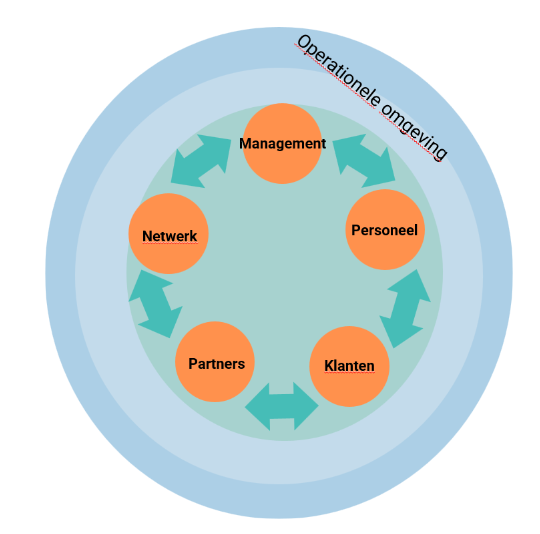 Operationele omgeving
Management
Netwerk
Personeel
Partners
Klanten